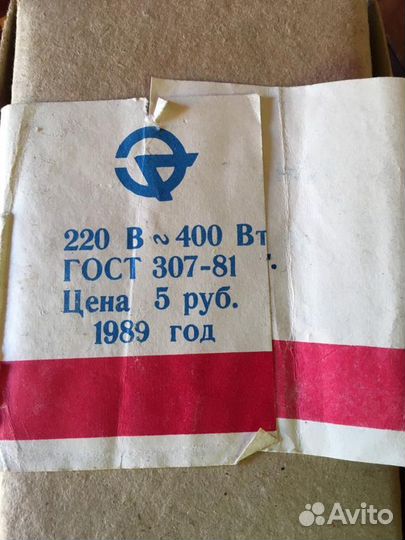 220 В ~ 400 Вт
ГОСТ 307-81
Цена 5 руб.
1989 год
Avito